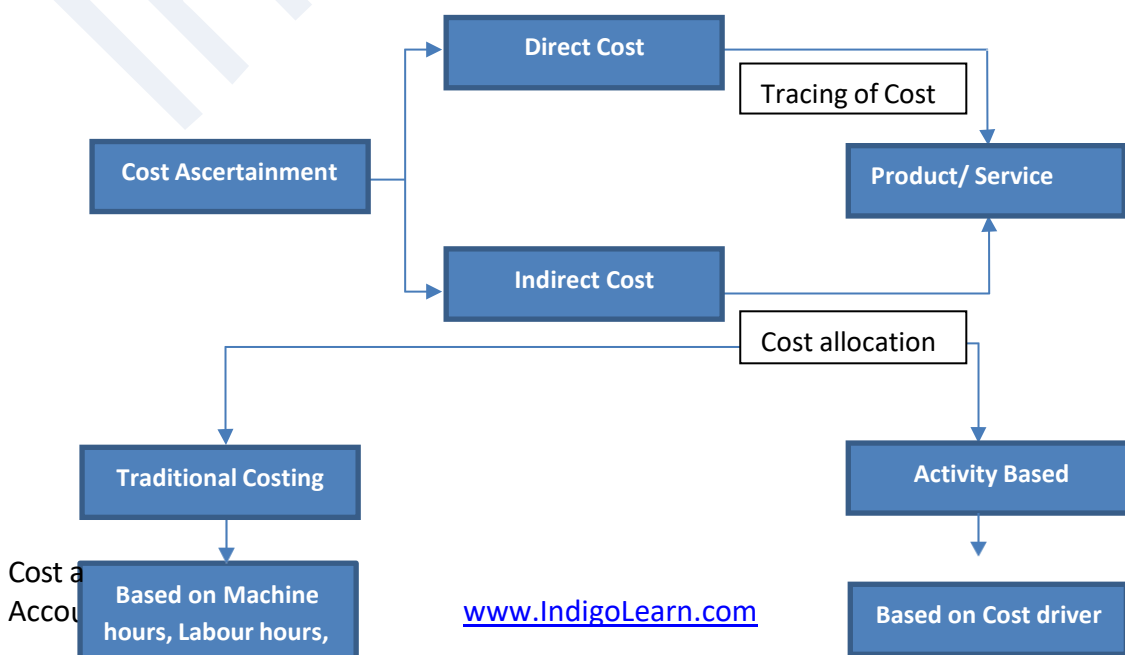 Direct Cost
Tracing of Cost
Cost Ascertainment
Product/ Service
Indirect Cost
Cost allocation
Traditional Costing
Activity Based
Cost a
Accou
Based on Machine
hours, Labour hours,
www.IndigoLearn.com
Based on Cost driver